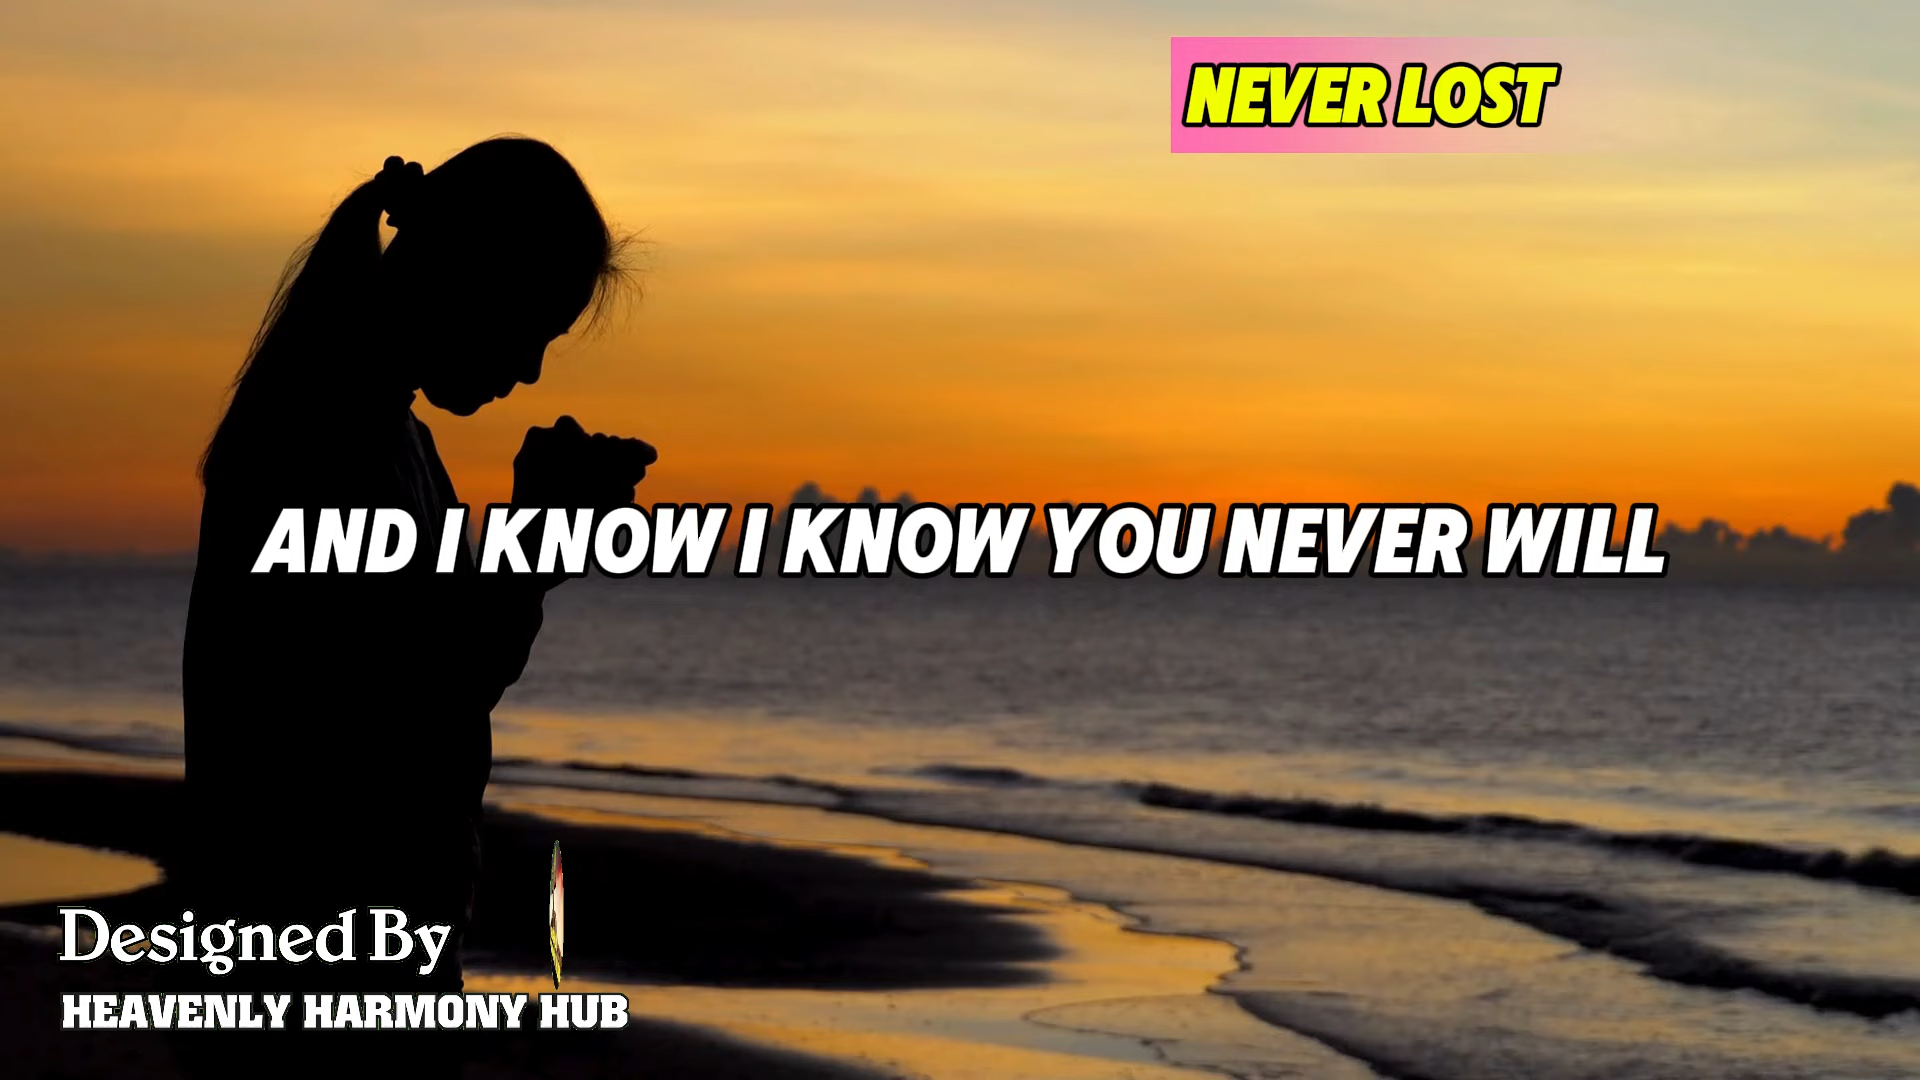 NEVER LOST
AND I KNOW I KNOW YOU NEVER WILL
Designed By
HEAVENLY HARMONY HUB